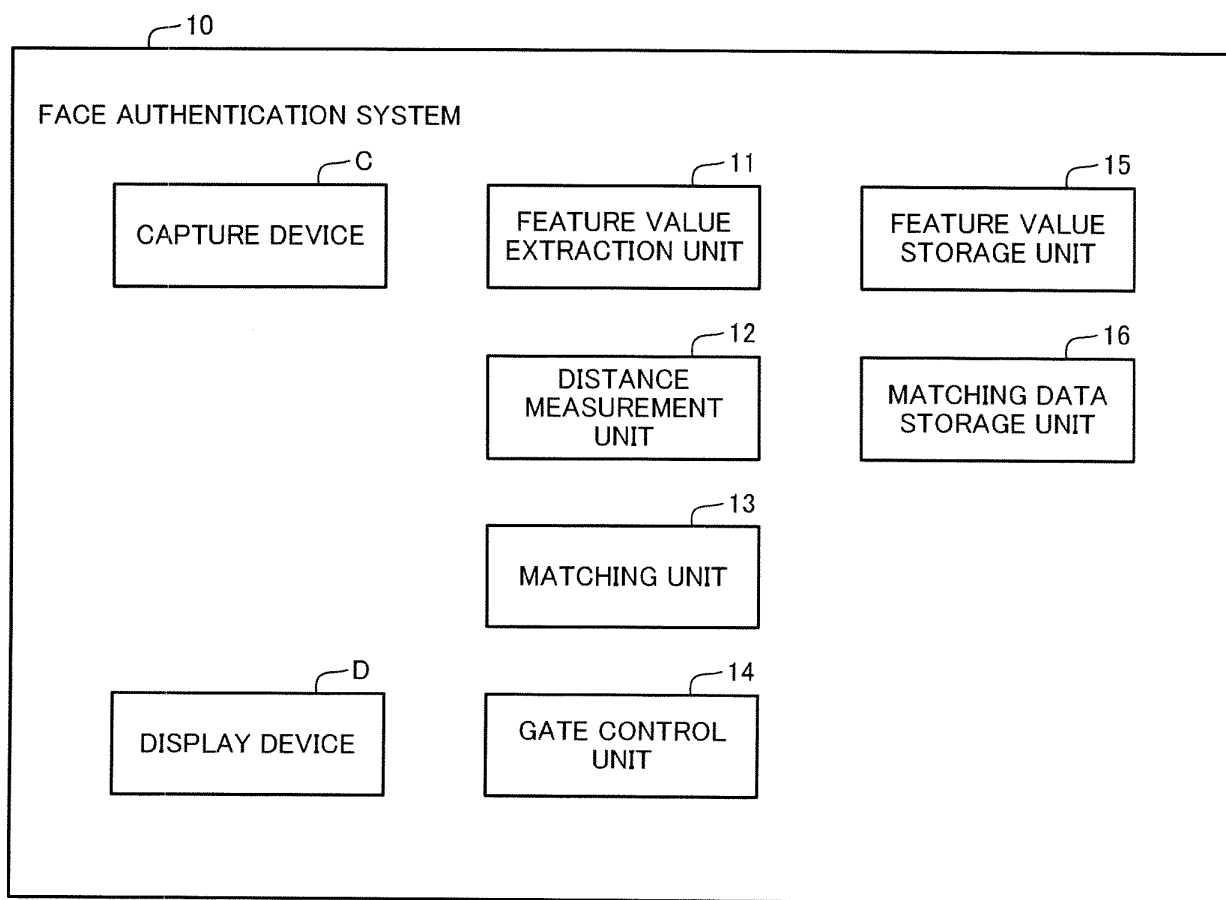 10
FACE AUTHENTICATION SYSTEM
C
CAPTURE DEVICE
11
FEATURE VALUE
EXTRACTION UNIT
15
FEATURE VALUE
STORAGE UNIT
12
DISTANCE
MEASUREMENT
UNIT
16
MATCHING DATA
STORAGE UNIT
13
MATCHING UNIT
D
DISPLAY DEVICE
14
GATE CONTROL
UNIT